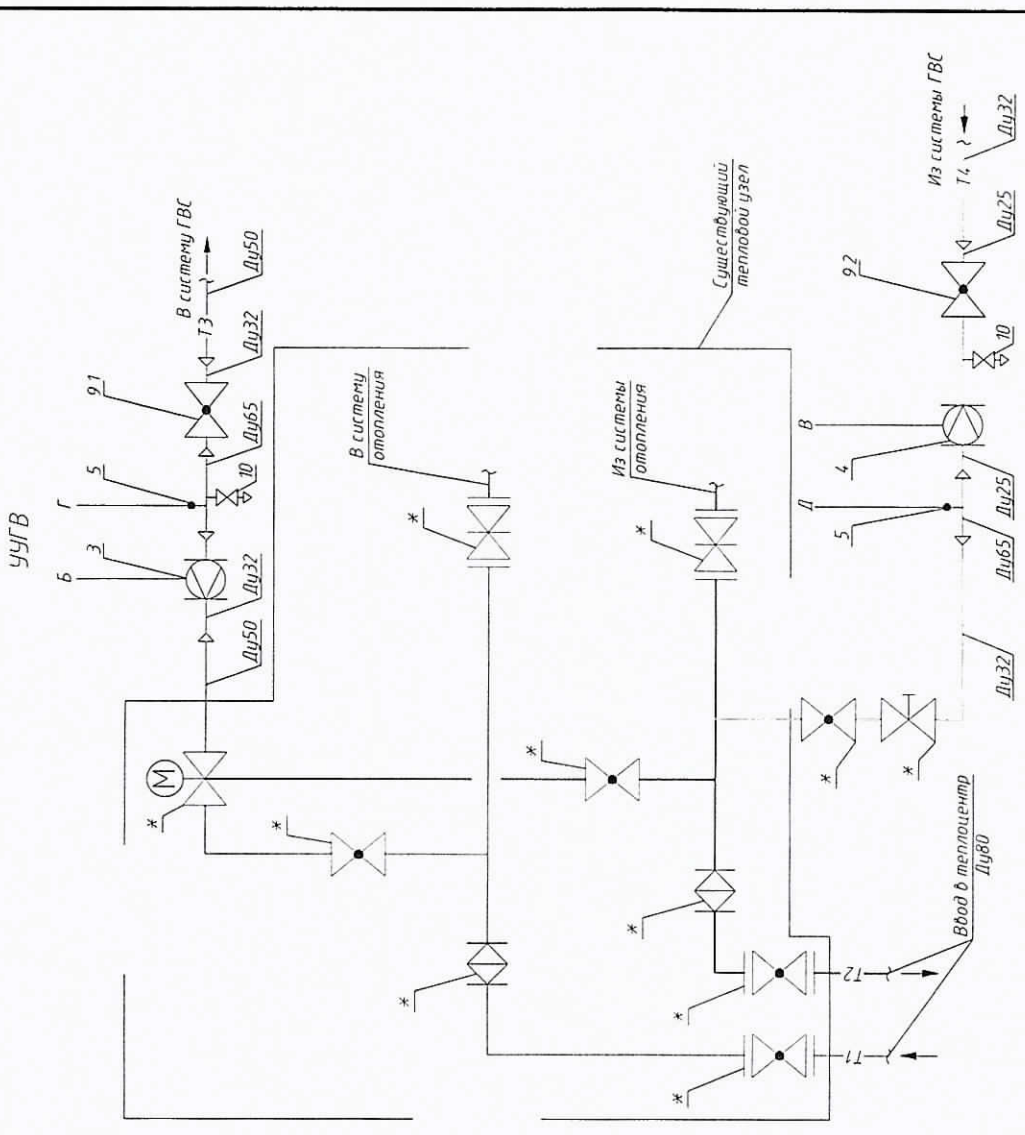 УУГВ
Б
3
Г
5
9.1
В систему ГВС
Т3
Ду50
Ду32
Ду65
10
Ду32
Ду50
М
*
*
В систему
отопления
*
*
Существующий
тепловой узел
Из системы
отопления
*
*
*
*
*
Т1
Т2
Ввод в теплоцентр
Ду80
*
*
Д
5
В
4
9.2
Из системы ГВС
Т4
Ду32
Ду25
10
Ду25
Ду65
Ду32